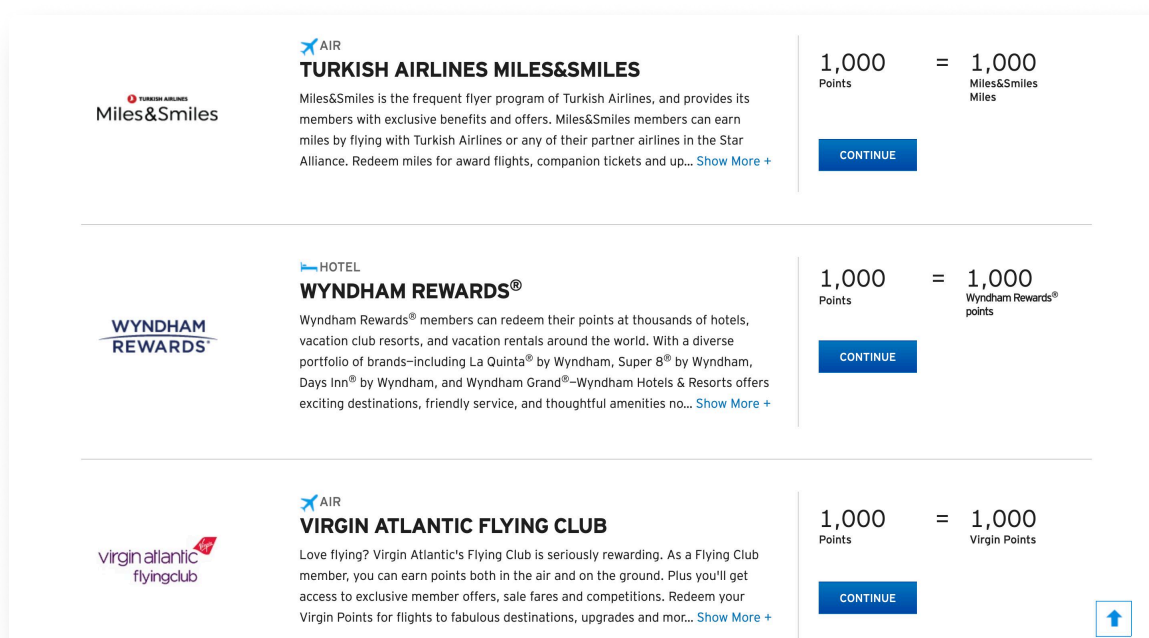 TURKISH AIRLINES
Miles&Smiles
AIR
TURKISH AIRLINES MILES&SMILES
Miles&Smiles is the frequent flyer program of Turkish Airlines, and provides its
members with exclusive benefits and offers. Miles&Smiles members can earn
miles by flying with Turkish Airlines or any of their partner airlines in the Star
Alliance. Redeem miles for award flights, companion tickets and up... Show More +
1,000 = 1,000
Points Miles&Smiles
Miles
CONTINUE
WYNDHAM
REWARDS®
HOTEL
WYNDHAM REWARDS®
Wyndham Rewards® members can redeem their points at thousands of hotels,
vacation club resorts, and vacation rentals around the world. With a diverse
portfolio of brands—including La Quinta® by Wyndham, Super 8® by Wyndham,
Days Inn® by Wyndham, and Wyndham Grand®—Wyndham Hotels & Resorts offers
exciting destinations, friendly service, and thoughtful amenities no... Show More +
1,000 = 1,000
Points Wyndham Rewards®
points
CONTINUE
virgin atlantic
flyingclub
AIR
VIRGIN ATLANTIC FLYING CLUB
Love flying? Virgin Atlantic's Flying Club is seriously rewarding. As a Flying Club
member, you can earn points both in the air and on the ground. Plus you'll get
access to exclusive member offers, sale fares and competitions. Redeem your
Virgin Points for flights to fabulous destinations, upgrades and mor... Show More +
1,000 = 1,000
Points Virgin Points
CONTINUE